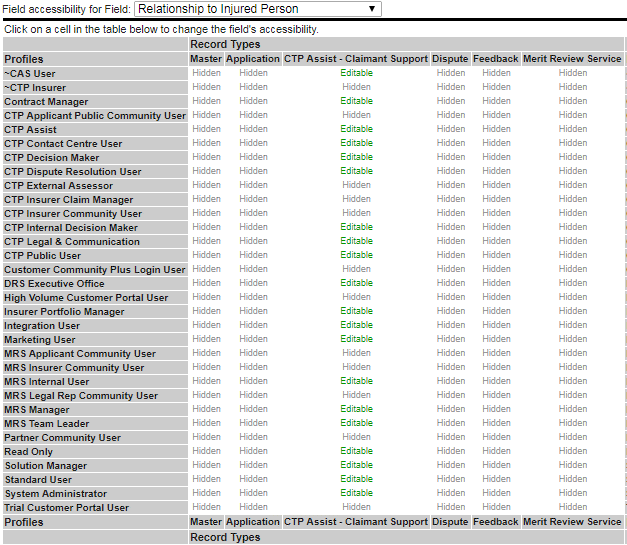 Field accessibility for Field: Relationship to Injured Person
Click on a cell in the table below to change the field's accessibility.
Record Types
Profiles Master Application CTP Assist - Claimant Support Dispute Feedback Merit Review Service
~CAS User Hidden Hidden Editable Hidden Hidden Hidden
~CTP Insurer Hidden Hidden Hidden Hidden Hidden Hidden
Contract Manager Hidden Hidden Editable Hidden Hidden Hidden
CTP Applicant Public Community User Hidden Hidden Hidden Hidden Hidden Hidden
CTP Assist Hidden Hidden Editable Hidden Hidden Hidden
CTP Contact Centre User Hidden Hidden Editable Hidden Hidden Hidden
CTP Decision Maker Hidden Hidden Editable Hidden Hidden Hidden
CTP Dispute Resolution User Hidden Hidden Editable Hidden Hidden Hidden
CTP External Assessor Hidden Hidden Hidden Hidden Hidden Hidden
CTP Insurer Claim Manager Hidden Hidden Hidden Hidden Hidden Hidden
CTP Insurer Community User Hidden Hidden Hidden Hidden Hidden Hidden
CTP Internal Decision Maker Hidden Hidden Editable Hidden Hidden Hidden
CTP Legal & Communication Hidden Hidden Editable Hidden Hidden Hidden
CTP Public User Hidden Hidden Editable Hidden Hidden Hidden
Customer Community Plus Login User Hidden Hidden Hidden Hidden Hidden Hidden
DRS Executive Office Hidden Hidden Editable Hidden Hidden Hidden
High Volume Customer Portal User Hidden Hidden Hidden Hidden Hidden Hidden
Insurer Portfolio Manager Hidden Hidden Editable Hidden Hidden Hidden
Integration User Hidden Hidden Editable Hidden Hidden Hidden
Marketing User Hidden Hidden Editable Hidden Hidden Hidden
MRS Applicant Community User Hidden Hidden Hidden Hidden Hidden Hidden
MRS Insurer Community User Hidden Hidden Hidden Hidden Hidden Hidden
MRS Internal User Hidden Hidden Editable Hidden Hidden Hidden
MRS Legal Rep Community User Hidden Hidden Hidden Hidden Hidden Hidden
MRS Manager Hidden Hidden Editable Hidden Hidden Hidden
MRS Team Leader Hidden Hidden Editable Hidden Hidden Hidden
Partner Community User Hidden Hidden Hidden Hidden Hidden Hidden
Read Only Hidden Hidden Editable Hidden Hidden Hidden
Solution Manager Hidden Hidden Editable Hidden Hidden Hidden
Standard User Hidden Hidden Editable Hidden Hidden Hidden
System Administrator Hidden Hidden Editable Hidden Hidden Hidden
Trial Customer Portal User Hidden Hidden Hidden Hidden Hidden Hidden
Profiles Master Application CTP Assist - Claimant Support Dispute Feedback Merit Review Service
Record Types